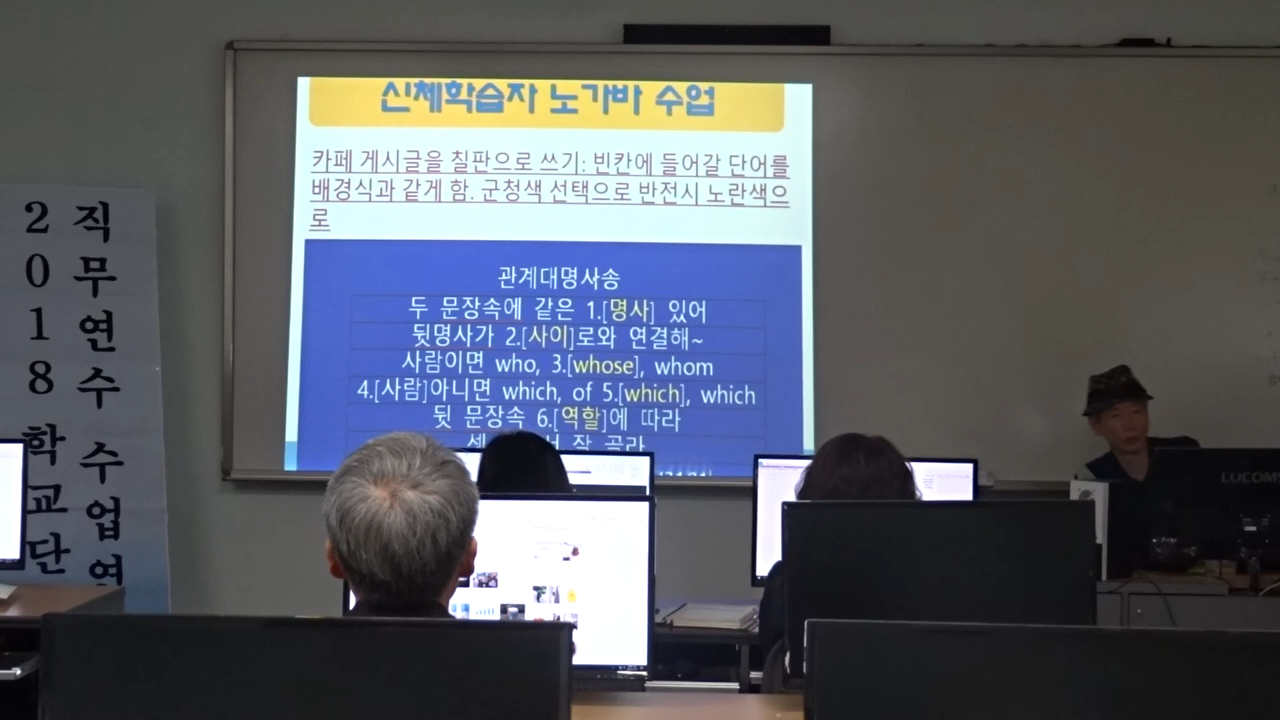 신체학습자 노가바 수업
카페 게시글을 칠판으로 쓰기: 빈칸에 들어갈 단어를
배경식과 같게 함. 군청색 선택으로 반전시 노란색으
로
관계대명사송
두 문장속에 같은 1.[명사] 있어
뒷명사가 2.[사이]로와 연결해~
사람이면 who, 3.[whose], whom
4.[사람]아니면 which, of 5.[which], which
뒷 문장속 6.[역할]에 따라
잘 골라
직무연수 수업연
2018 학교단
LUCOM